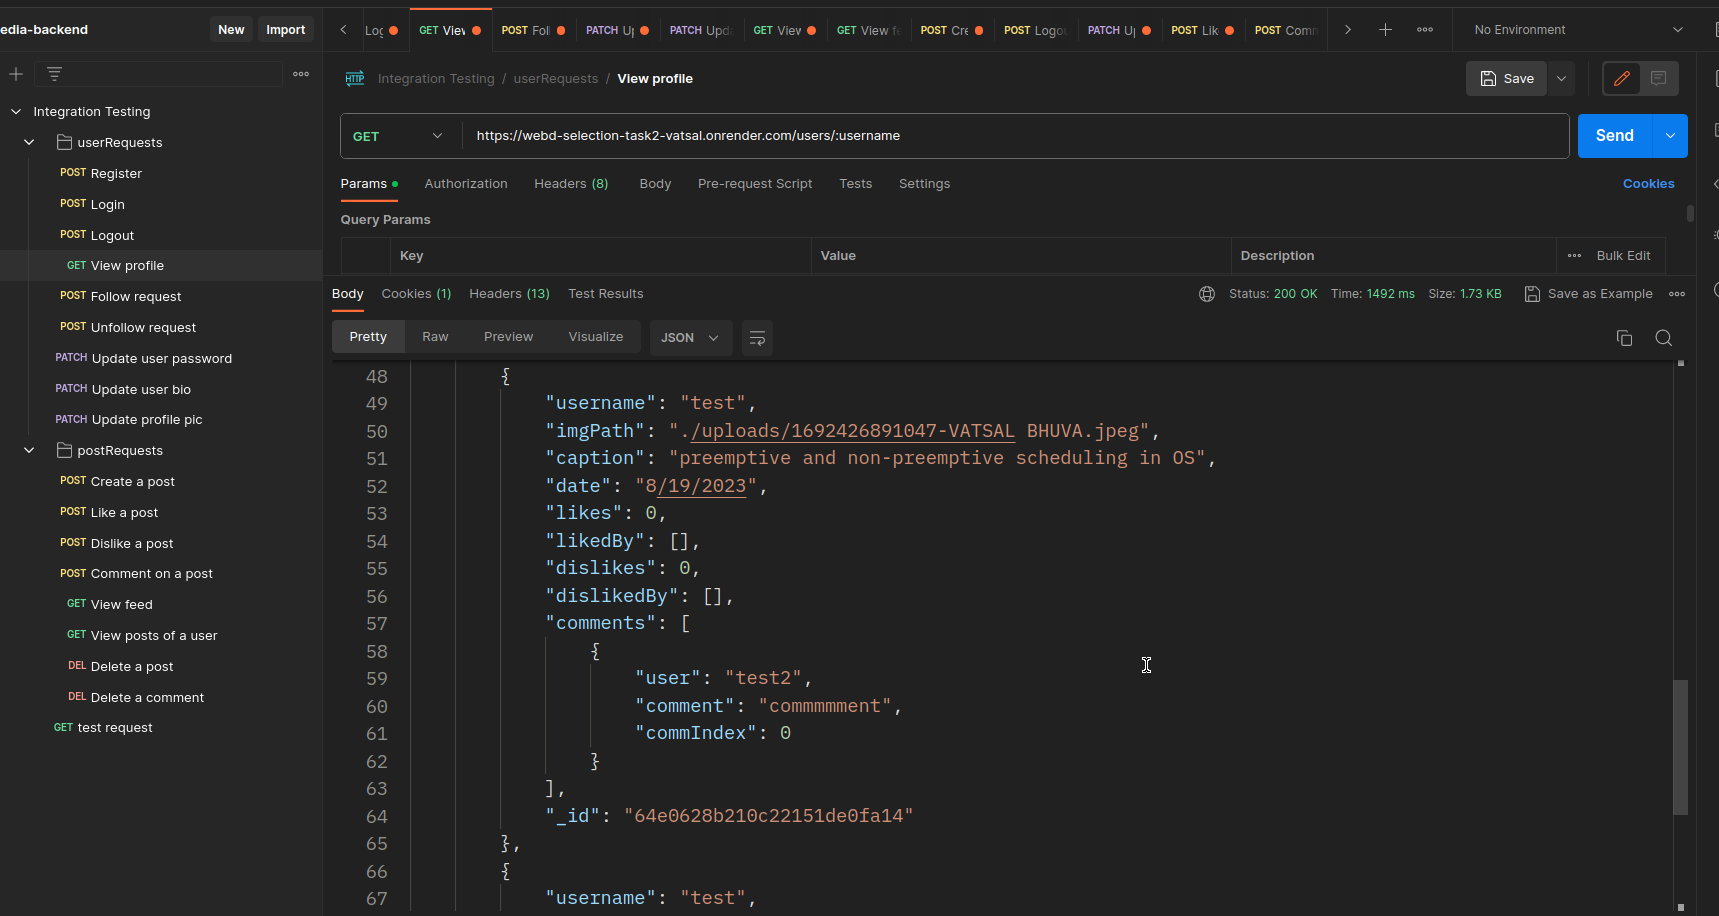 edia-backend New Import
Log GET View POST Fol PATCH Up PATCH Upda GET View GET View fe POST Cre POST Logou PATCH Up POST Lik POST Comm No Environment
Integration Testing / userRequests / View profile Save
Integration Testing
userRequests
POST Register
POST Login
POST Logout
GET View profile
POST Follow request
POST Unfollow request
PATCH Update user password
PATCH Update user bio
PATCH Update profile pic
postRequests
POST Create a post
POST Like a post
POST Dislike a post
POST Comment on a post
GET View feed
GET View posts of a user
DEL Delete a post
DEL Delete a comment
GET test request
GET https://webd-selection-task2-vatsal.onrender.com/users/:username Send
Params Authorization Headers (8) Body Pre-request Script Tests Settings Cookies
Query Params
Key Value Description Bulk Edit
Body Cookies (1) Headers (13) Test Results Status: 200 OK Time: 1492 ms Size: 1.73 KB Save as Example
Pretty Raw Preview Visualize JSON
48 {
49 "username": "test",
50 "imgPath": "./uploads/1692426891047-VATSAL BHUVA.jpeg",
51 "caption": "preemptive and non-preemptive scheduling in OS",
52 "date": "8/19/2023",
53 "likes": 0,
54 "likedBy": [],
55 "dislikes": 0,
56 "dislikedBy": [],
57 "comments": [
58 {
59 "user": "test2",
60 "comment": "commmmment",
61 "commIndex": 0
62 }
63 ],
64 "_id": "64e0628b210c22151de0fa14"
65 },
66 {
67 "username": "test",